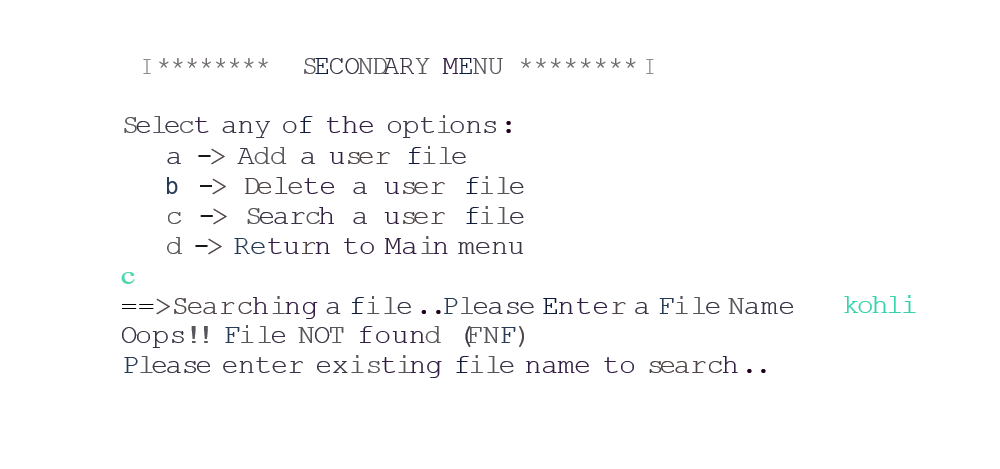 I******** SECONDARY MENU ********I
Select any of the options:
a -> Add a user file
b -> Delete a user file
c -> Search a user file
d -> Return to Main menu
c
==>Searching a file..Please Enter a File Name kohli
Oops!! File NOT found (FNF)
Please enter existing file name to search..